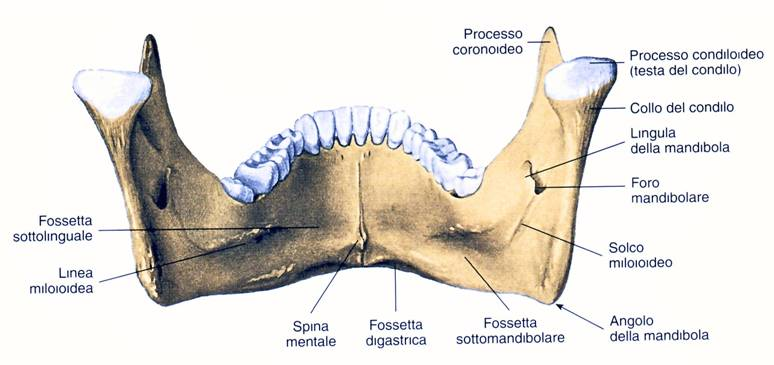 Processo
coronoideo
Processo condiloideo
(testa del condilo)
Collo del condilo
Lingula
della mandibola
Foro
mandibolare
Fossetta
sottolinguale
Linea
miloioidea
Solco
miloioideo
Spina
mentale
Fossetta
digastrica
Fossetta
sottomandibolare
Angolo
della mandibola